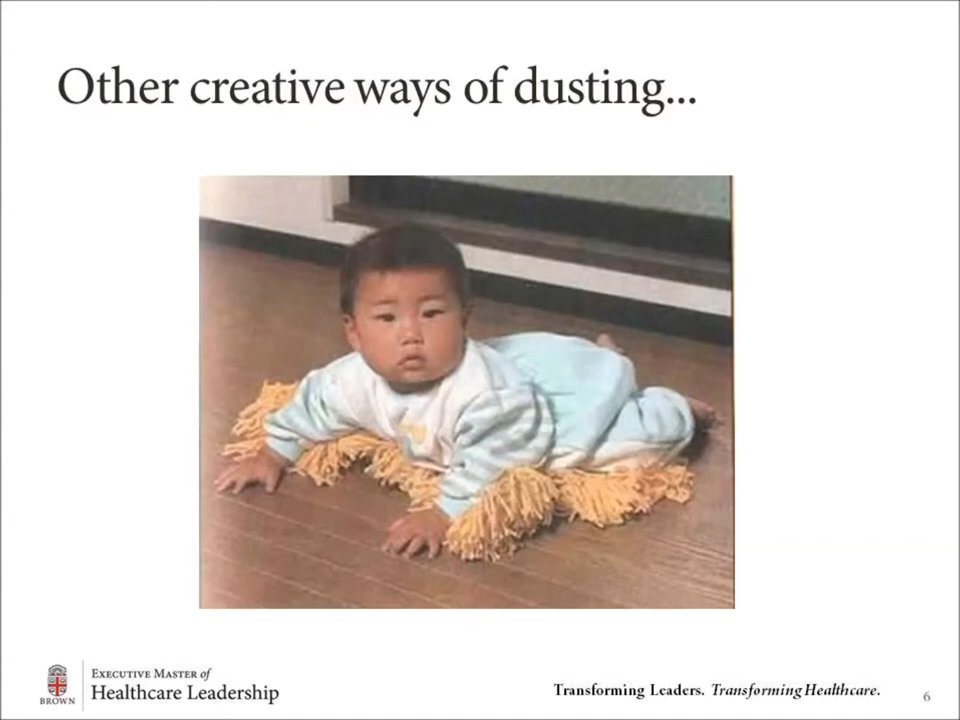 Other creative ways of dusting...
EXECUTIVE MASTER of
Healthcare Leadership
BROWN
Transforming Leaders. Transforming Healthcare.
6